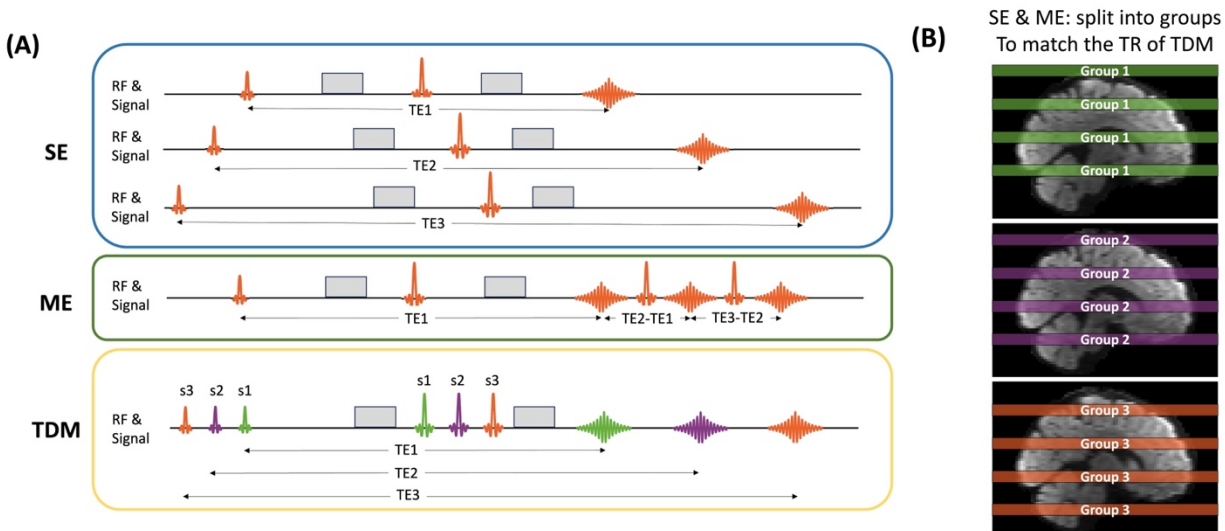 (A)
SE
RF &
Signal
TE1
RF &
Signal
TE2
RF &
Signal
TE3
ME
RF &
Signal
TE1
TE2-TE1
TE3-TE2
TDM
s3
s2
s1
s1
s2
s3
RF &
Signal
TE1
TE2
TE3
(B)
SE & ME: split into groups
To match the TR of TDM
Group 1
Group 1
Group 1
Group 1
Group 2
Group 2
Group 2
Group 2
Group 3
Group 3
Group 3
Group 3